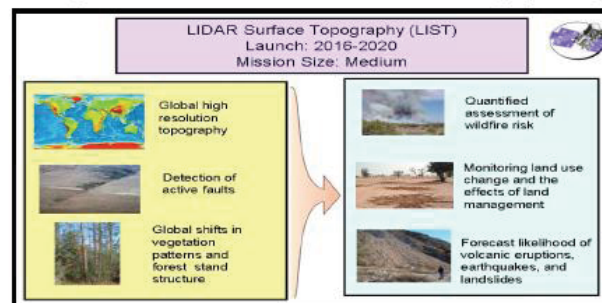 LIDAR Surface Topography (LIST)
Launch: 2016-2020
Mission Size: Medium
Global high
resolution
topography
Detection of
active faults
Global shifts in
vegetation
patterns and
forest stand
structure
Quantified
assessment of
wildfire risk
Monitoring land use
change and the
effects of land
management
Forecast likelihood of
volcanic eruptions,
earthquakes, and
landslides